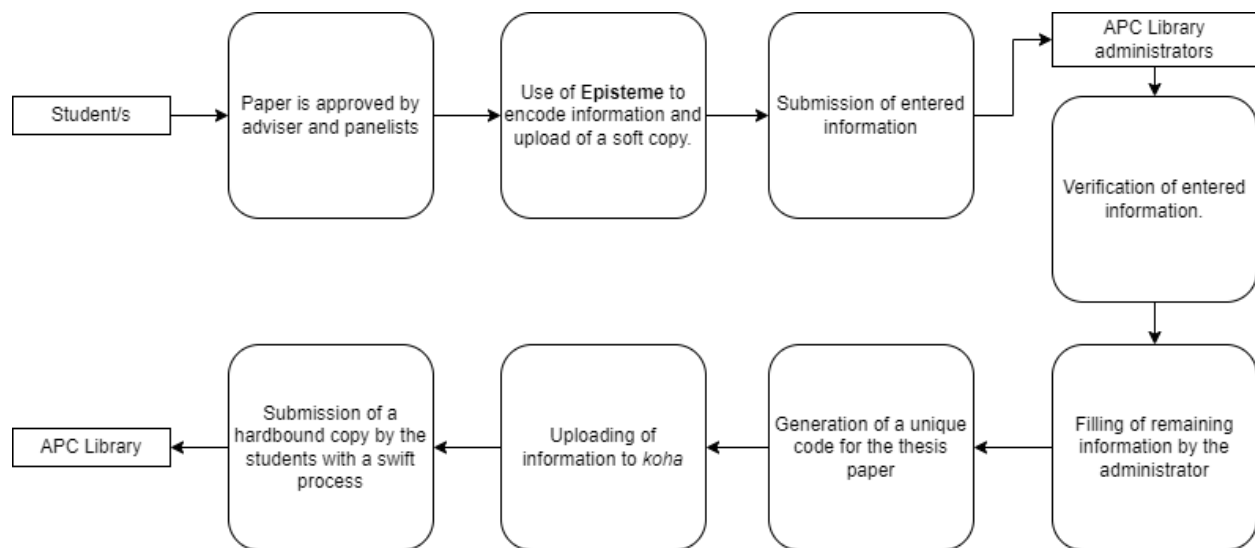 Student/s
Paper is approved by
adviser and panelists
Use of Episteme to
encode information and
upload of a soft copy.
Submission of entered
information
APC Library
administrators
Verification of entered
information.
Filling of remaining
information by the
administrator
Generation of a unique
code for the thesis
paper
Uploading of
information to koha
Submission of a
hardbound copy by the
students with a swift
process
APC Library